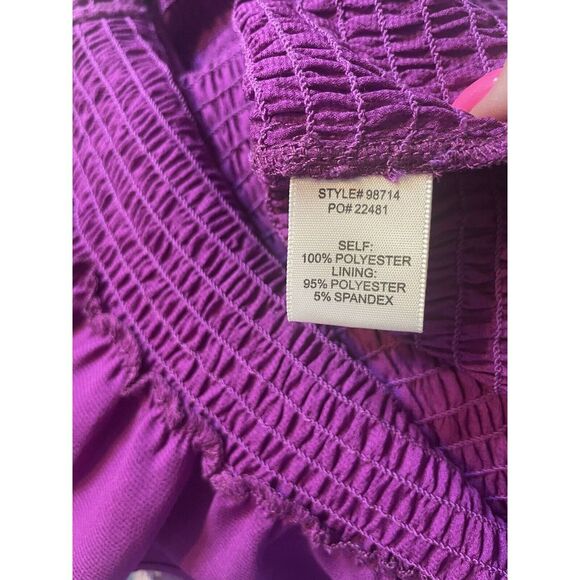 STYLE# 98714
PO# 22481
SELF:
100% POLYESTER
LINING:
95% POLYESTER
5% SPANDEX